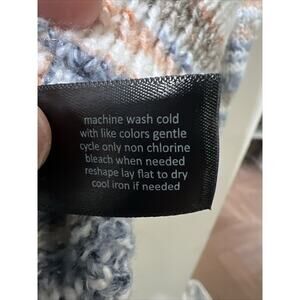 machine wash cold
with like colors gentle
cycle only non chlorine
bleach when needed
reshape lay flat to dry
cool iron if needed